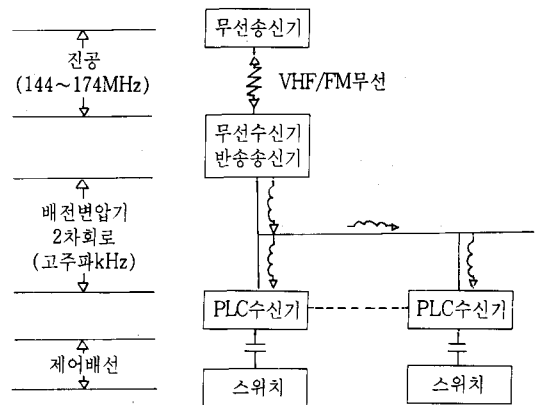 무선송신기
진공
(144~174MHz)
VHF/FM무선
무선수신기
반송송신기
배전변압기
2차회로
(고주파kHz)
PLC수신기
PLC수신기
제어배선
스위치
스위치